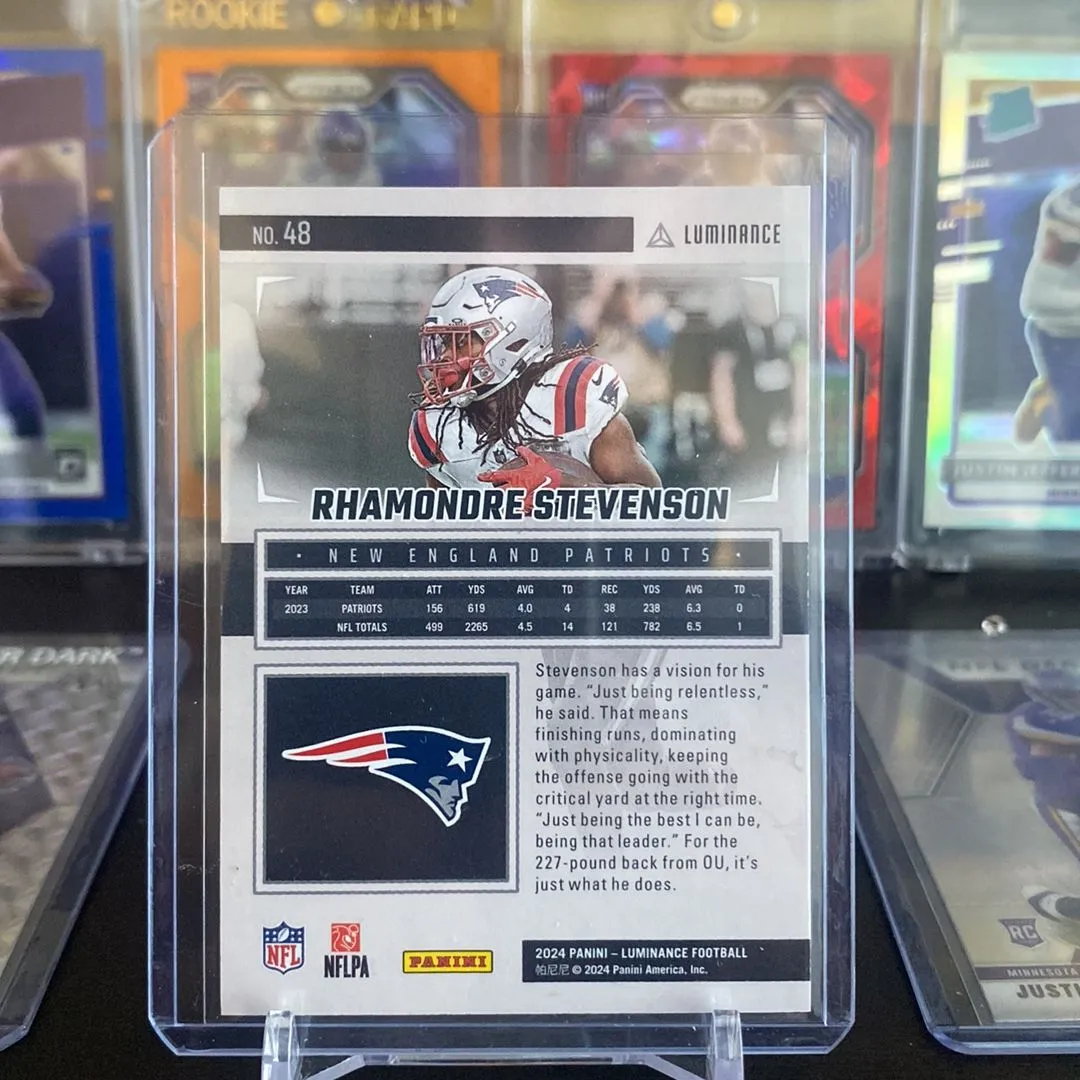 ROOKIE
NO. 48
LUMINANCE
RHAMONDRE STEVENSON
• NEW ENGLAND PATRIOTS •
YEAR TEAM ATT YDS AVG TD REC YDS AVG TD
2023 PATRIOTS 156 619 4.0 4 38 238 6.3 0
NFL TOTALS 499 2265 4.5 14 121 782 6.5 1
Stevenson has a vision for his
game. “Just being relentless,”
he said. That means
finishing runs, dominating
with physicality, keeping
the offense going with the
critical yard at the right time.
“Just being the best I can be,
being that leader.” For the
227-pound back from OU, it’s
just what he does.
NFL
NFLPA
PANINI
2024 PANINI – LUMINANCE FOOTBALL
帕尼尼 © 2024 Panini America, Inc.
R DARK
RC
MINNESOTA
JUSTI